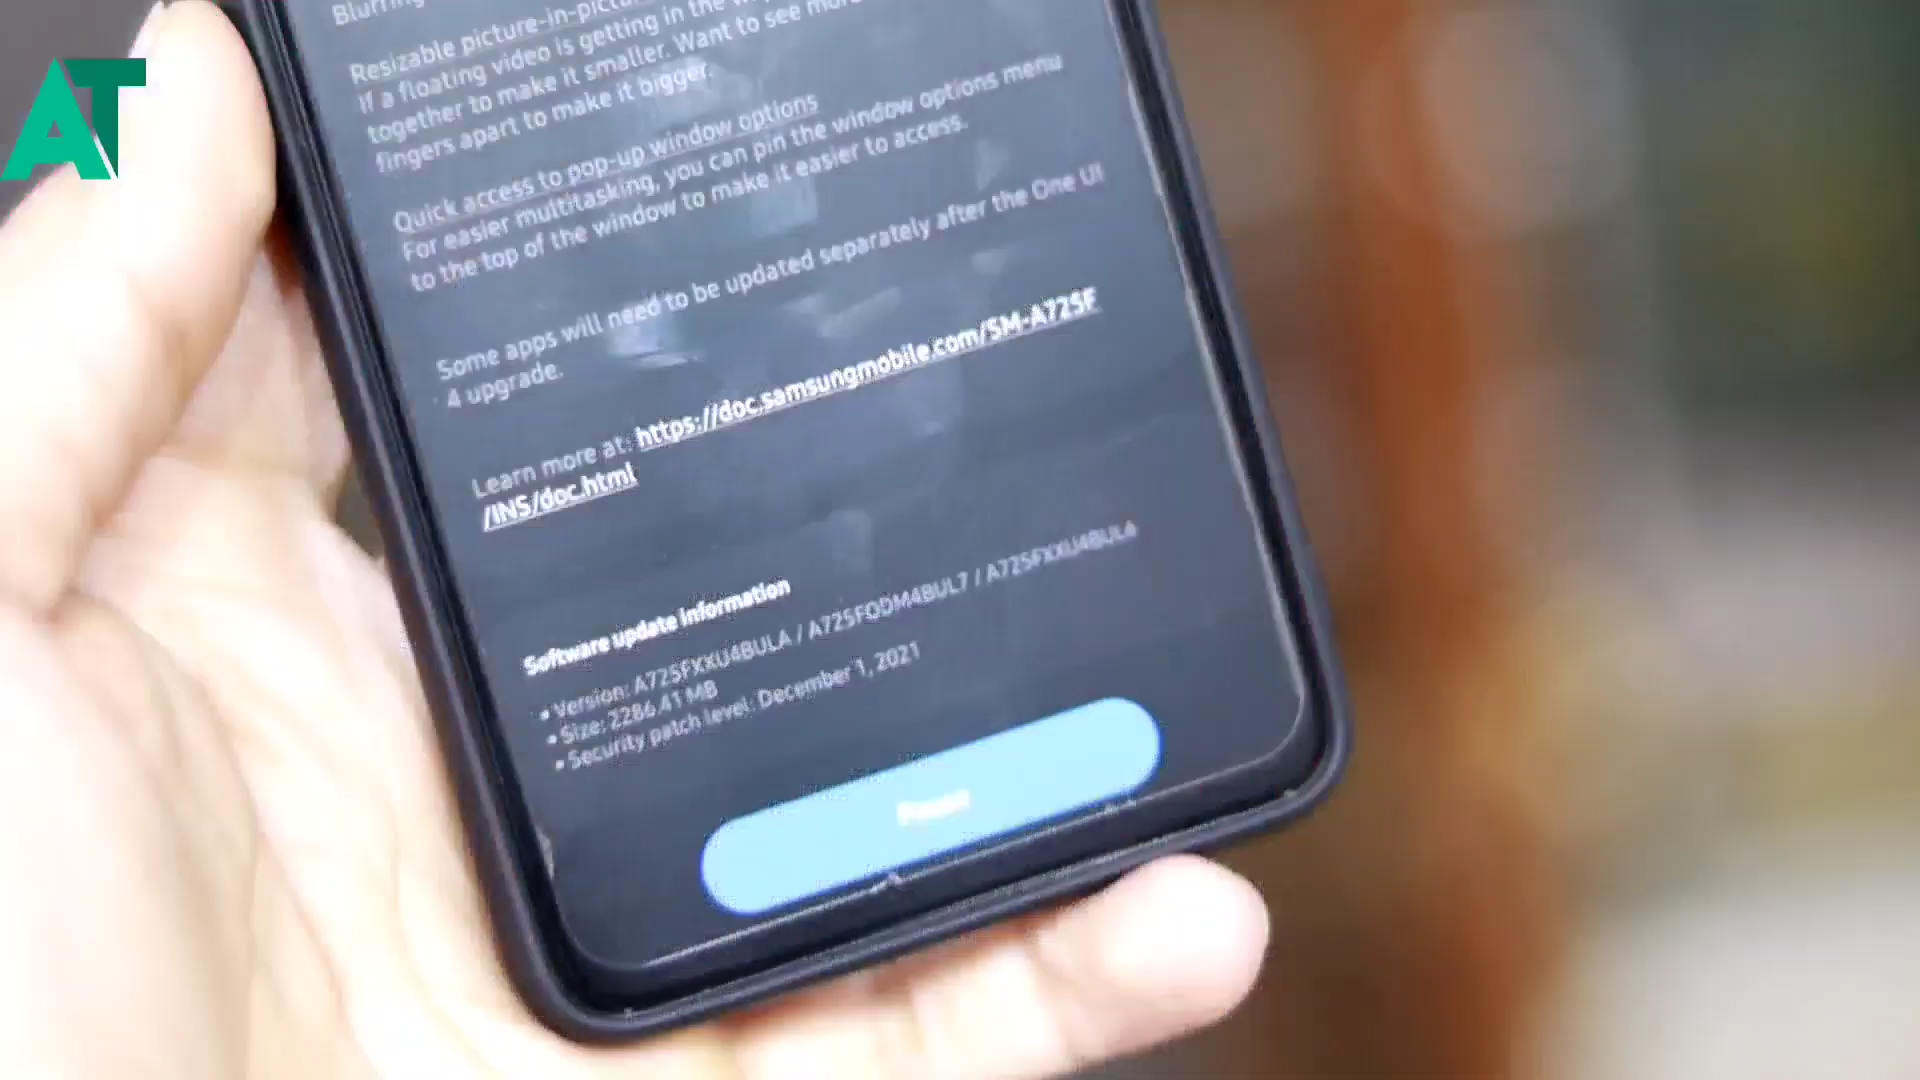 AT
Blurring
Resizable picture-in-pictu
If a floating video is getting in the w
together to make it smaller. Want to see more
fingers apart to make it bigger.
Quick access to pop-up window options
For easier multitasking, you can pin the window options menu
to the top of the window to make it easier to access.
Some apps will need to be updated separately after the One UI
4 upgrade.
Learn more at: https://doc.samsungmobile.com/SM-A725F
/INS/doc.html
Software update information
• Version: A725FXXU4BULA / A725FODM4BUL7 / A725FXXU4BUL6
• Size: 2286.41 MB
• Security patch level: December 1, 2021
Pause